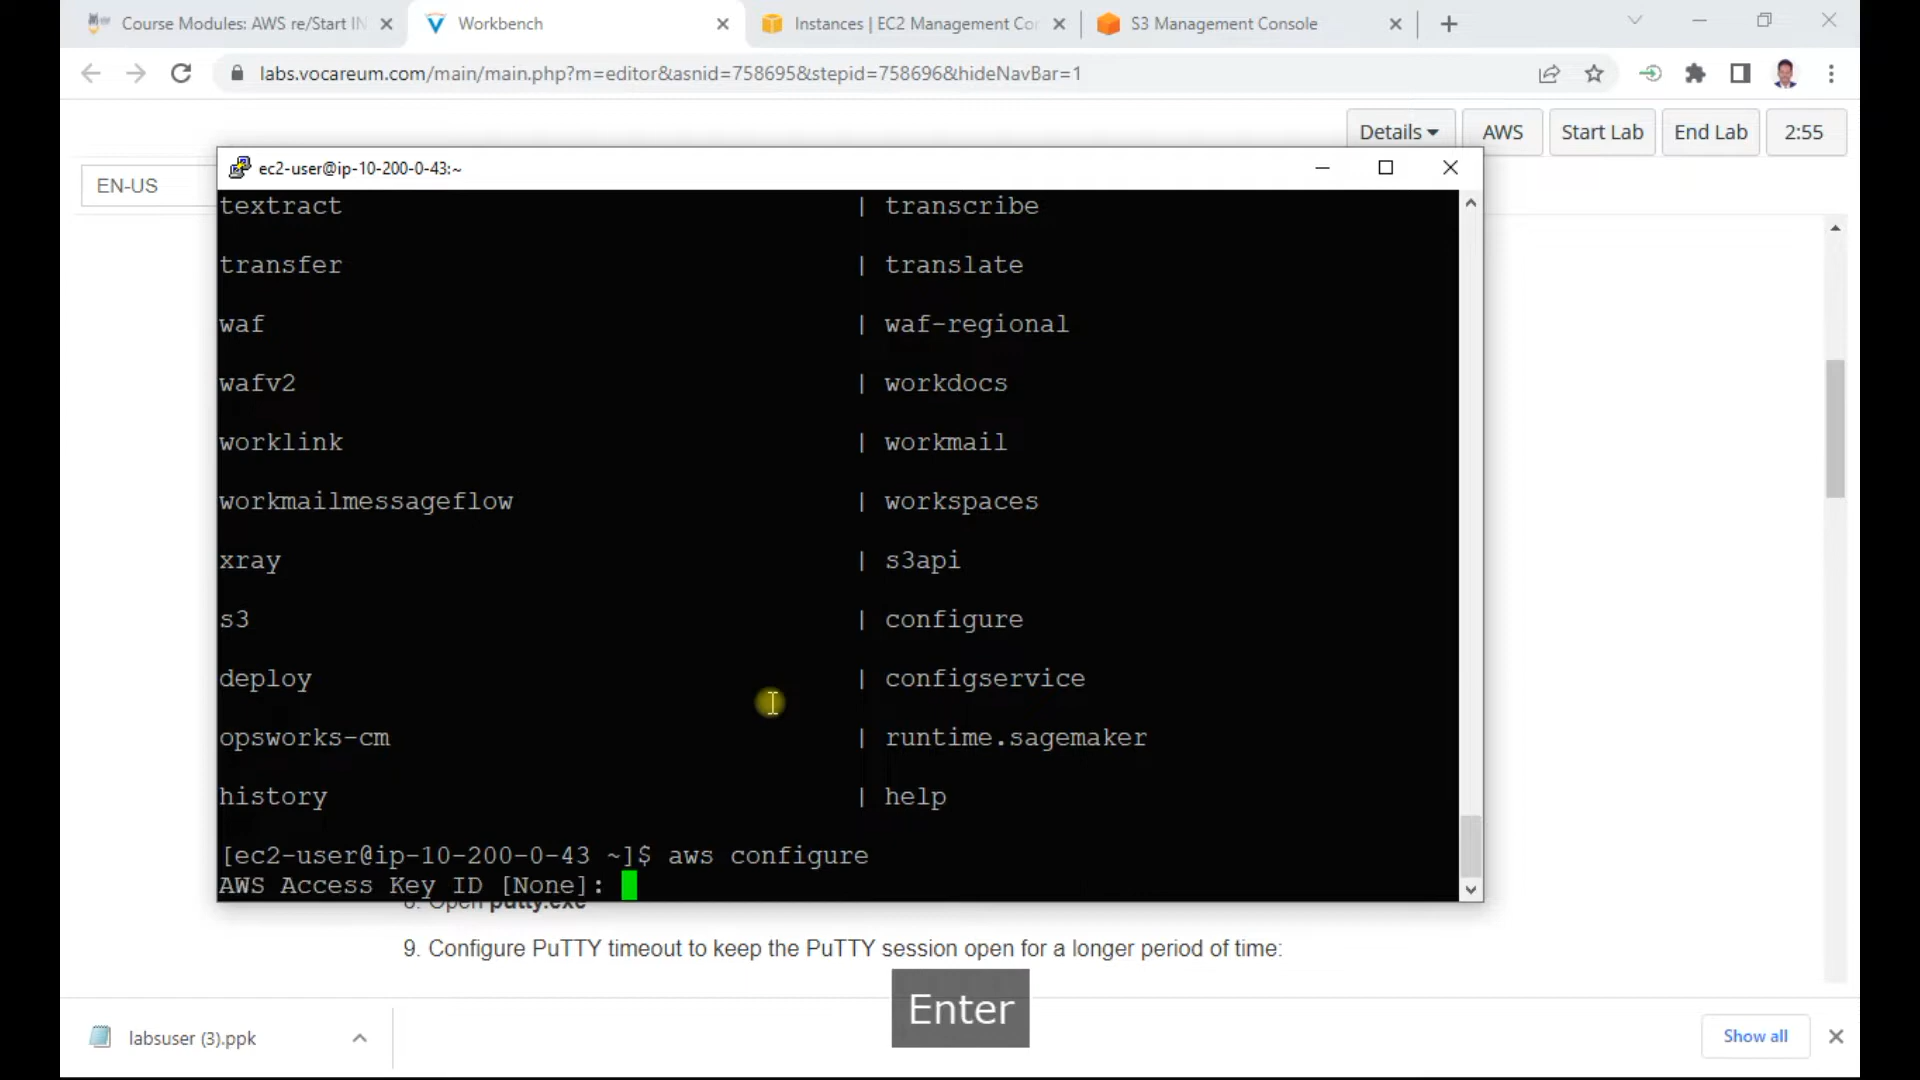 Course Modules: AWS re/Start IN
Workbench
Instances | EC2 Management Con
S3 Management Console
labs.vocareum.com/main/main.php?m=editor&asnid=758695&stepid=758696&hideNavBar=1
Details
AWS
Start Lab
End Lab
2:55
EN-US
ec2-user@ip-10-200-0-43:~
textract | transcribe
transfer | translate
waf | waf-regional
wafv2 | workdocs
worklink | workmail
workmailmessageflow | workspaces
xray | s3api
s3 | configure
deploy | configservice
opsworks-cm | runtime.sagemaker
history | help
[ec2-user@ip-10-200-0-43 ~]$ aws configure
AWS Access Key ID [None]:
8. Open putty.exe
9. Configure PuTTY timeout to keep the PuTTY session open for a longer period of time:
Enter
labsuser (3).ppk
Show all